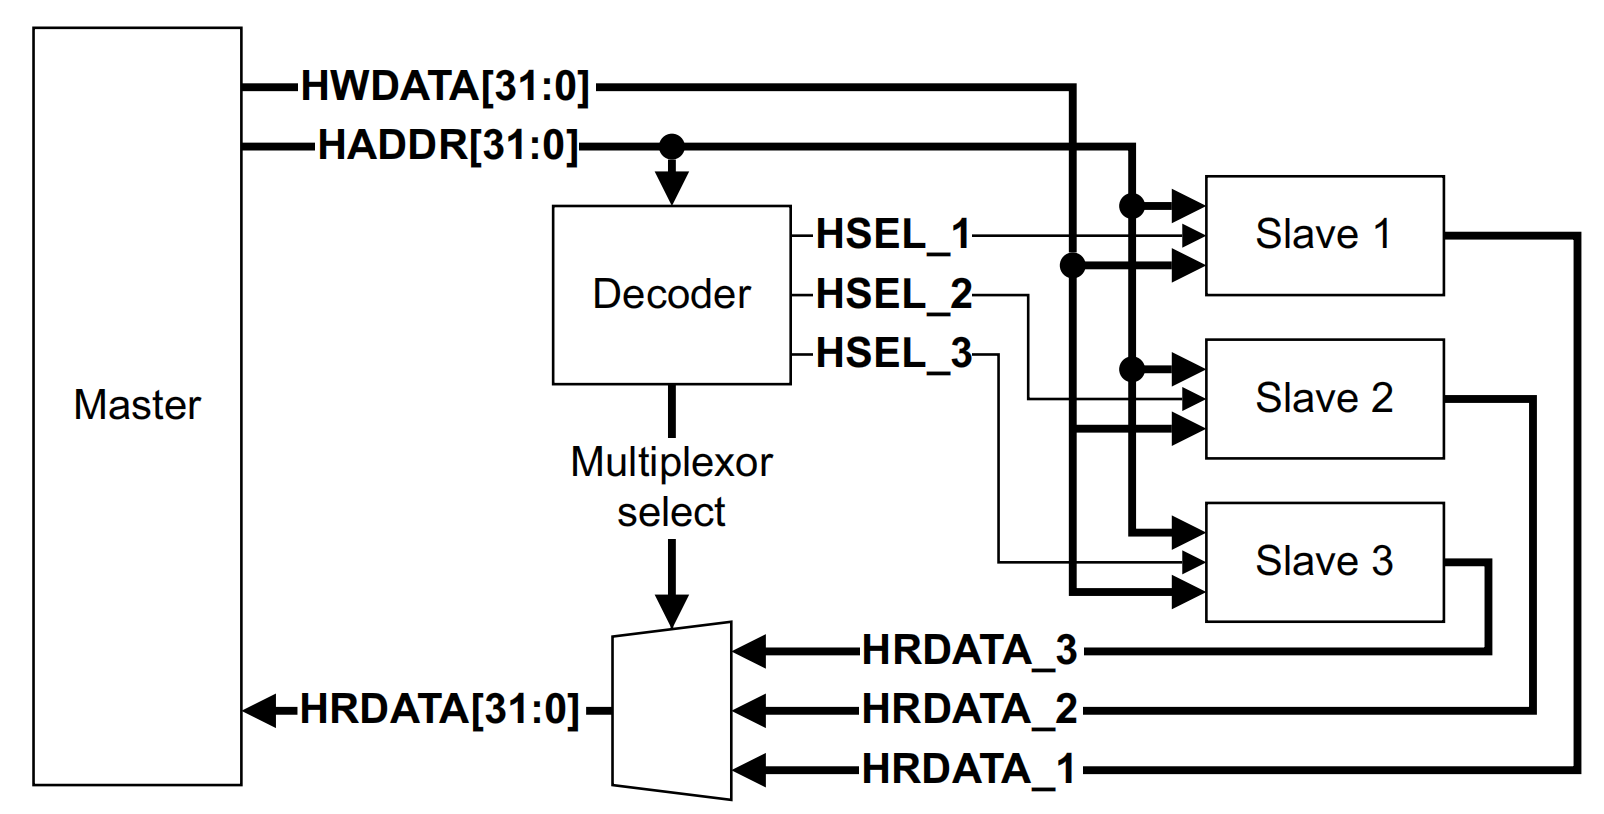 HWDATA[31:0]
HADDR[31:0]
HSEL_1
Slave 1
Decoder
HSEL_2
HSEL_3
Slave 2
Master
Multiplexor
select
Slave 3
HRDATA_3
HRDATA[31:0]
HRDATA_2
HRDATA_1